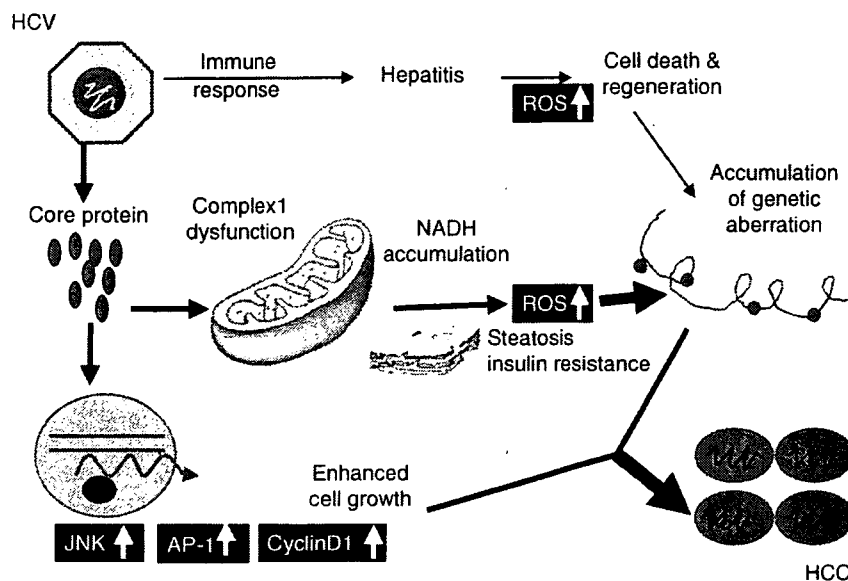 HCV
Immune
response
Hepatitis
Cell death &
regeneration
ROS
Core protein
Complex1
dysfunction
NADH
accumulation
ROS
Steatosis
insulin resistance
Accumulation
of genetic
aberration
Enhanced
cell growth
JNK
AP-1
CyclinD1
HCC